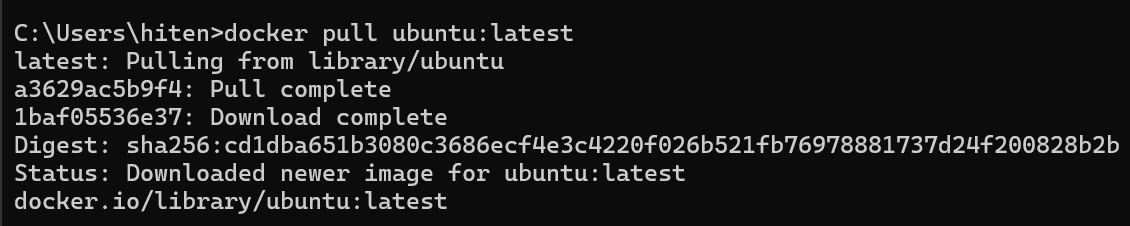 C:\Users\hiten>docker pull ubuntu:latest
latest: Pulling from library/ubuntu
a3629ac5b9f4: Pull complete
1baf05536e37: Download complete
Digest: sha256:cd1dba651b3080c3686ecf4e3c4220f026b521fb76978881737d24f200828b2b
Status: Downloaded newer image for ubuntu:latest
docker.io/library/ubuntu:latest